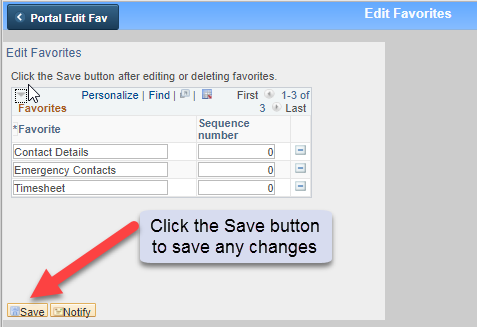 Portal Edit Fav
Edit Favorites
Edit Favorites
Click the Save button after editing or deleting favorites.
Personalize | Find | | First 1-3 of
Favorites 3 Last
*Favorite Sequence
number
Contact Details 0
Emergency Contacts 0
Timesheet 0
Click the Save button
to save any changes
Save Notify